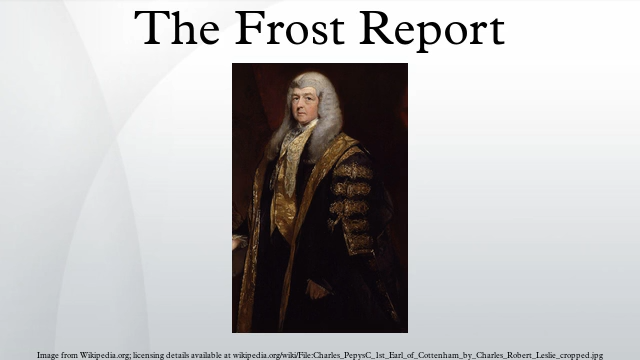 The Frost Report
Image from Wikipedia.org; licensing details available at wikipedia.org/wiki/File:Charles_PepysC_1st_Earl_of_Cottenham_by_Charles_Robert_Leslie_cropped.jpg